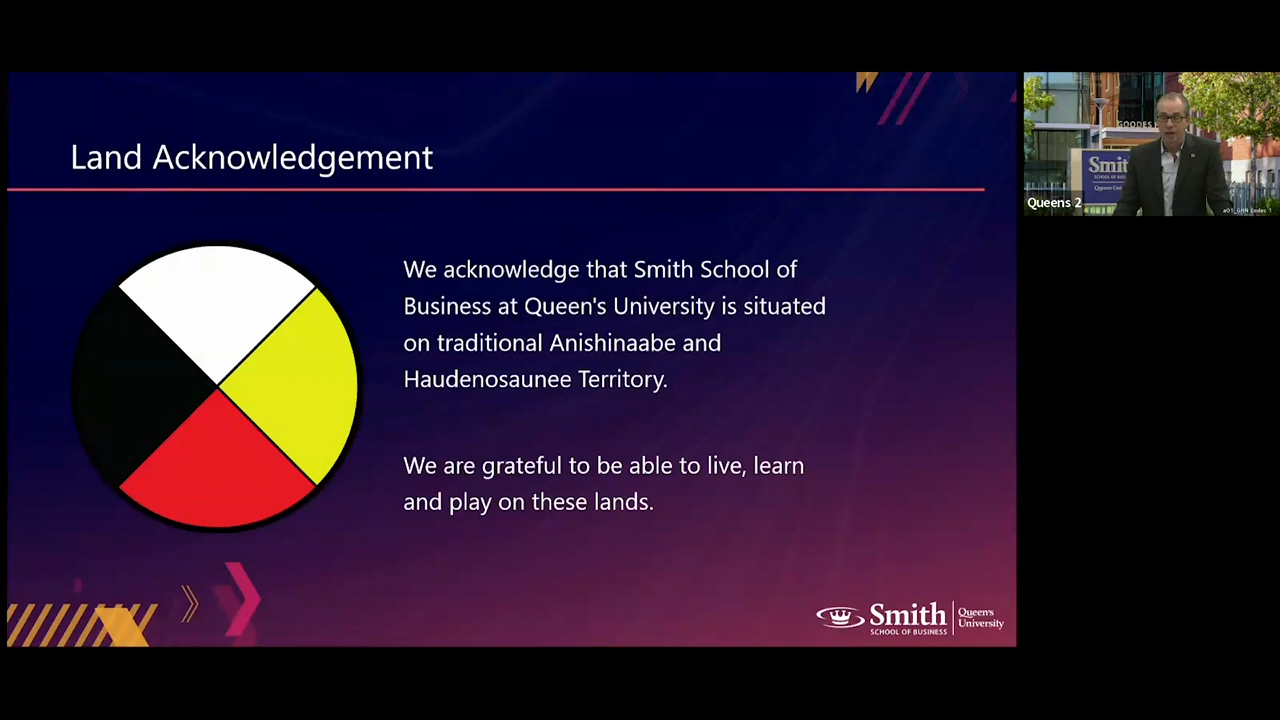 Land Acknowledgement
We acknowledge that Smith School of
Business at Queen's University is situated
on traditional Anishinaabe and
Haudenosaunee Territory.
We are grateful to be able to live, learn
and play on these lands.
Smith
SCHOOL OF BUSINESS
Queen's
University
GOODES
Smit
Queens 2